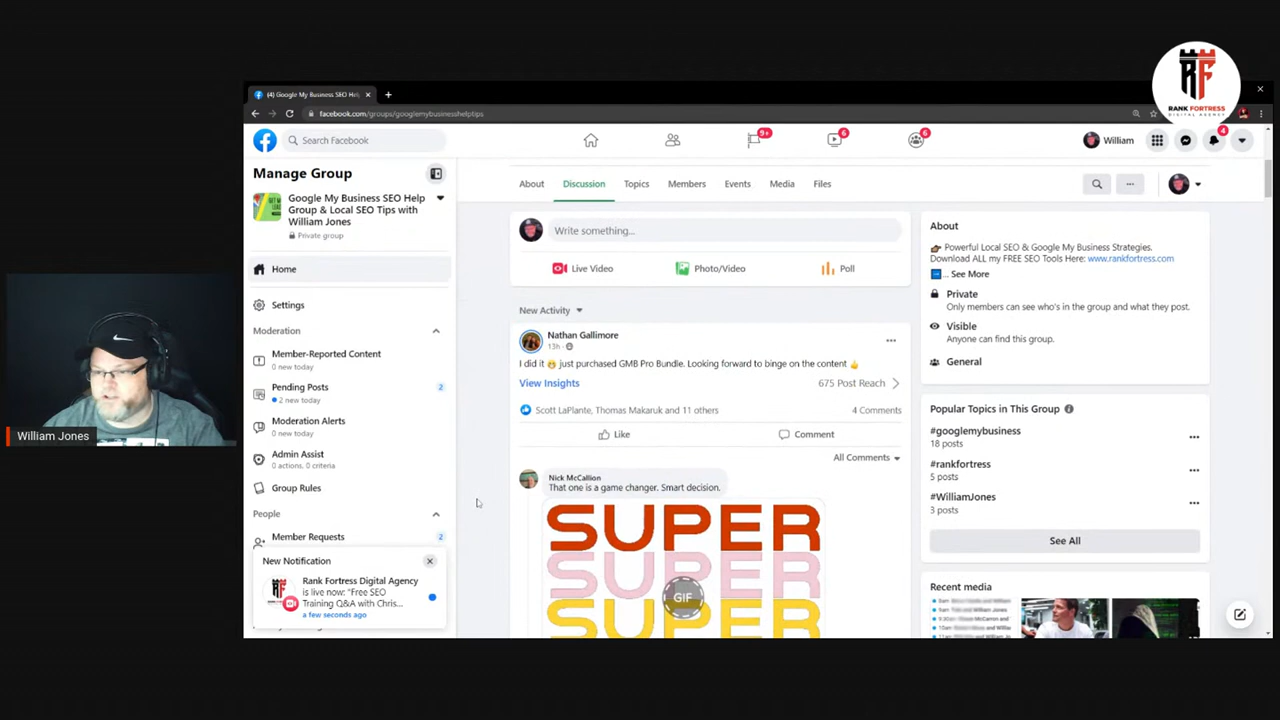 RF
RANK FORTRESS
DIGITAL AGENCY
(4) Google My Business SEO Hel
facebook.com/groups/googlemybusinesshelptips
Search Facebook
9+
6
6
William
4
Manage Group
Google My Business SEO Help
Group & Local SEO Tips with
William Jones
Private group
Home
Settings
Moderation
Member-Reported Content
0 new today
Pending Posts
2
2 new today
Moderation Alerts
0 new today
Admin Assist
0 actions, 0 criteria
Group Rules
People
Member Requests
2
New Notification
Rank Fortress Digital Agency
is live now: "Free SEO
Training Q&A with Chris...
a few seconds ago
About
Discussion
Topics
Members
Events
Media
Files
Write something...
Live Video
Photo/Video
Poll
New Activity
Nathan Gallimore
13h
I did it 🤭 just purchased GMB Pro Bundle. Looking forward to binge on the content 👍
View Insights
675 Post Reach
Scott LaPlante, Thomas Makaruk and 11 others
4 Comments
Like
Comment
All Comments
Nick McCallion
That one is a game changer. Smart decision.
SUPER
SUPER
SUPER
GIF
About
Powerful Local SEO & Google My Business Strategies.
Download ALL my FREE SEO Tools Here: www.rankfortress.com
... See More
Private
Only members can see who's in the group and what they post.
Visible
Anyone can find this group.
General
Popular Topics in This Group
#googlemybusiness
18 posts
#rankfortress
5 posts
#WilliamJones
3 posts
See All
Recent media
William Jones